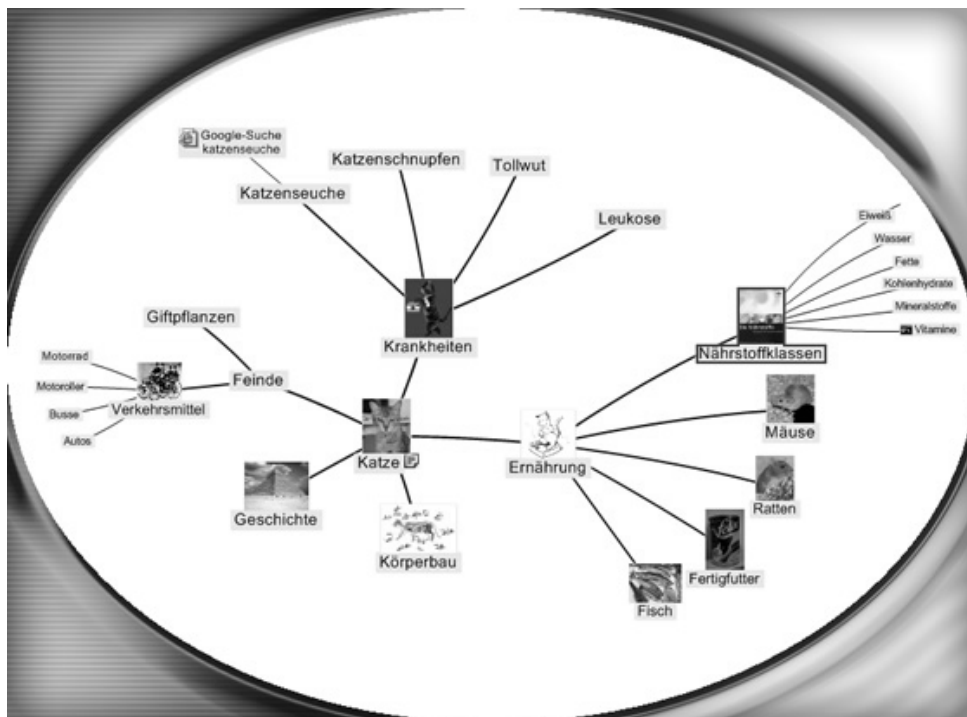 Google-Suche
katzenseuche
Katzenschnupfen
Tollwut
Katzenseuche
Leukose
Eiweiß
Wasser
Fette
Kohlenhydrate
Mineralstoffe
Vitamine
Nährstoffklassen
Krankheiten
Giftpflanzen
Feinde
Motorrad
Motoroller
Busse
Autos
Verkehrsmittel
Katze
Ernährung
Mäuse
Ratten
Fertigfutter
Fisch
Geschichte
Körperbau